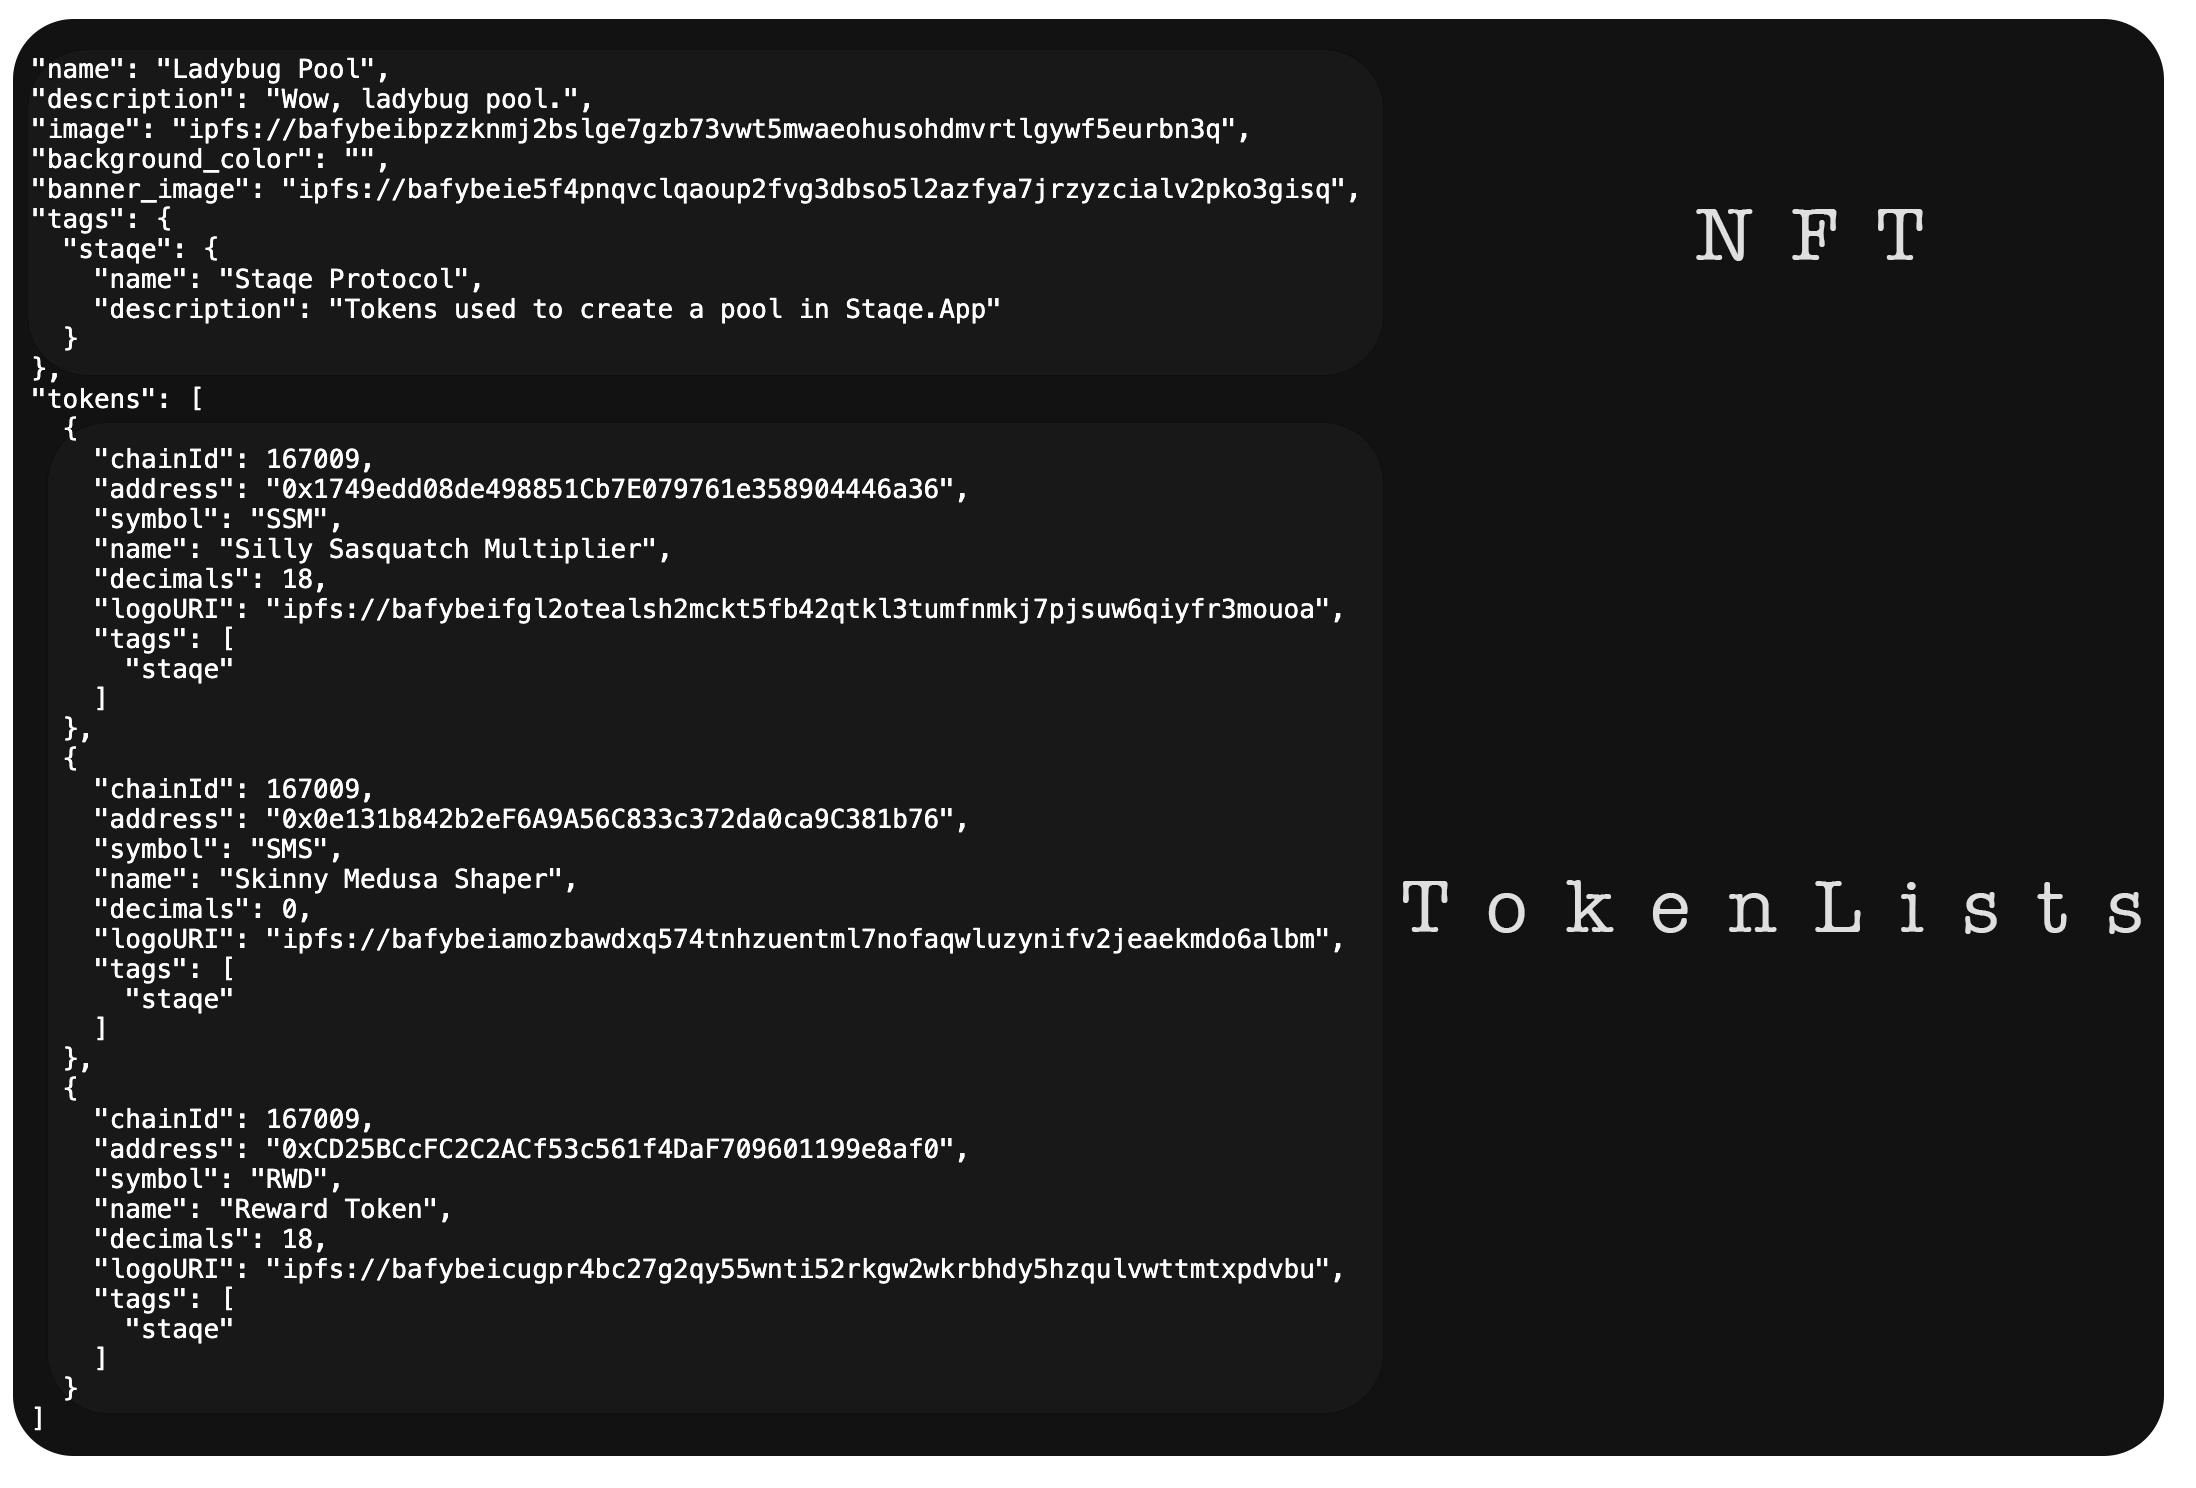 "name": "Ladybug Pool",
"description": "Wow, ladybug pool.",
"image": "ipfs://bafybeibpzzknmj2bslge7gzb73vwt5mwaeohusohdmvrtlgywf5eurbn3q",
"background_color": "",
"banner_image": "ipfs://bafybeie5f4pnqvclqaoup2fvg3dbso5l2azfya7jrzyzcialv2pko3gisq",
"tags": {
  "staqe": {
    "name": "Staqe Protocol",
    "description": "Tokens used to create a pool in Staqe.App"
  }
},
NFT
"tokens": [
  {
    "chainId": 167009,
    "address": "0x1749edd08de498851Cb7E079761e358904446a36",
    "symbol": "SSM",
    "name": "Silly Sasquatch Multiplier",
    "decimals": 18,
    "logoURI": "ipfs://bafybeifgl2otealsh2mckt5fb42qtkl3tumfnmkj7pjsuw6qiyfr3mouoa",
    "tags": [
      "staqe"
    ]
  },
  {
    "chainId": 167009,
    "address": "0x0e131b842b2eF6A9A56C833c372da0ca9C381b76",
    "symbol": "SMS",
    "name": "Skinny Medusa Shaper",
    "decimals": 0,
    "logoURI": "ipfs://bafybeiamozbawdxq574tnhzuentml7nofaqwluzynifv2jeaekmdo6albm",
    "tags": [
      "staqe"
    ]
  },
  {
    "chainId": 167009,
    "address": "0xCD25BCcFC2C2ACf53c561f4DaF709601199e8af0",
    "symbol": "RWD",
    "name": "Reward Token",
    "decimals": 18,
    "logoURI": "ipfs://bafybeicugpr4bc27g2qy55wnti52rkgw2wkrbhdy5hzqulvwttmtxpdvbu",
    "tags": [
      "staqe"
    ]
  }
]
TokenLists